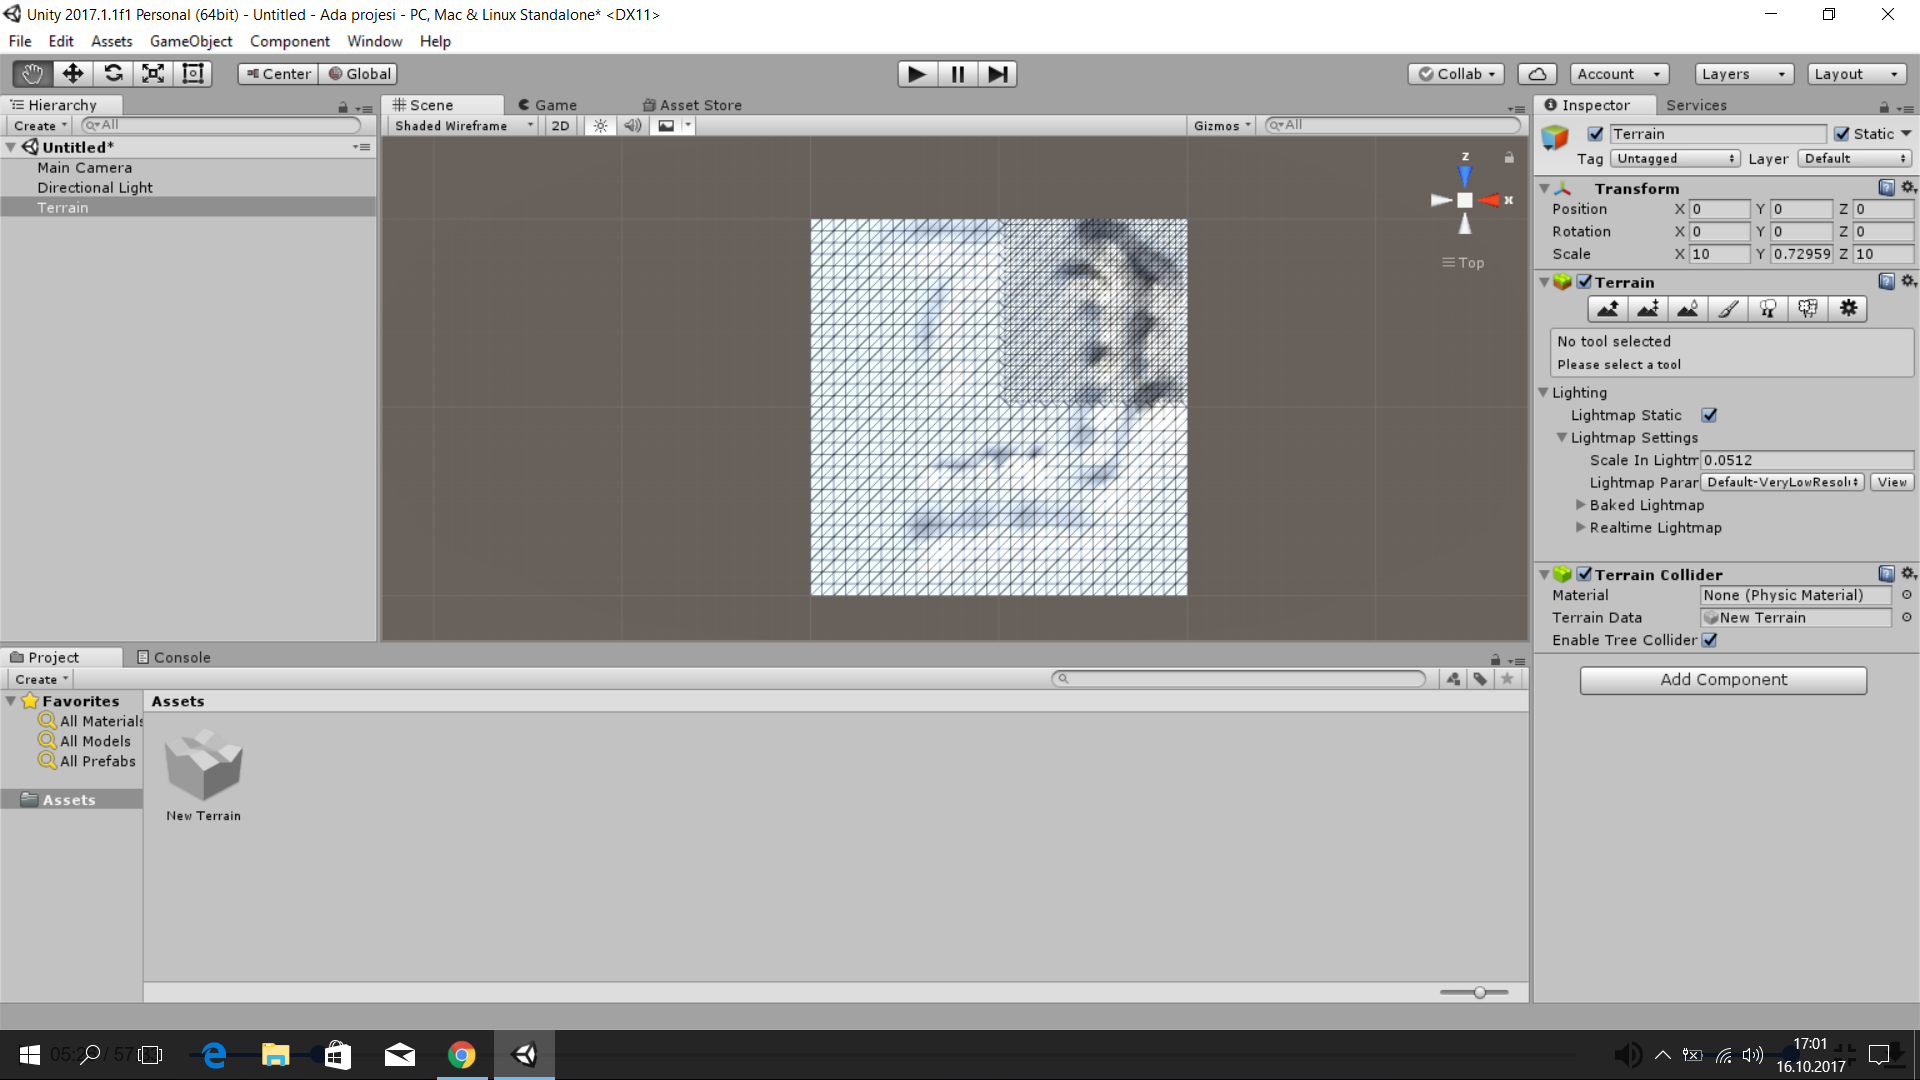 Unity 2017.1.1f1 Personal (64bit) - Untitled - Ada projesi - PC, Mac & Linux Standalone* <DX11>
File Edit Assets GameObject Component Window Help
Center Global Collab Account Layers Layout
Hierarchy
Create All
Untitled*
Main Camera
Directional Light
Terrain
Scene Game Asset Store
Shaded Wireframe 2D Gizmos All
z
x
Top
Inspector Services
Terrain Static
Tag Untagged Layer Default
Transform
Position X 0 Y 0 Z 0
Rotation X 0 Y 0 Z 0
Scale X 10 Y 0.72959 Z 10
Terrain
No tool selected
Please select a tool
Lighting
Lightmap Static
Lightmap Settings
Scale In Lightm 0.0512
Lightmap Parar Default-VeryLowResolu View
Baked Lightmap
Realtime Lightmap
Terrain Collider
Material None (Physic Material)
Terrain Data New Terrain
Enable Tree Collider
Add Component
Project Console
Create
Favorites
All Materials
All Models
All Prefabs
Assets
Assets
New Terrain
17:01
16.10.2017